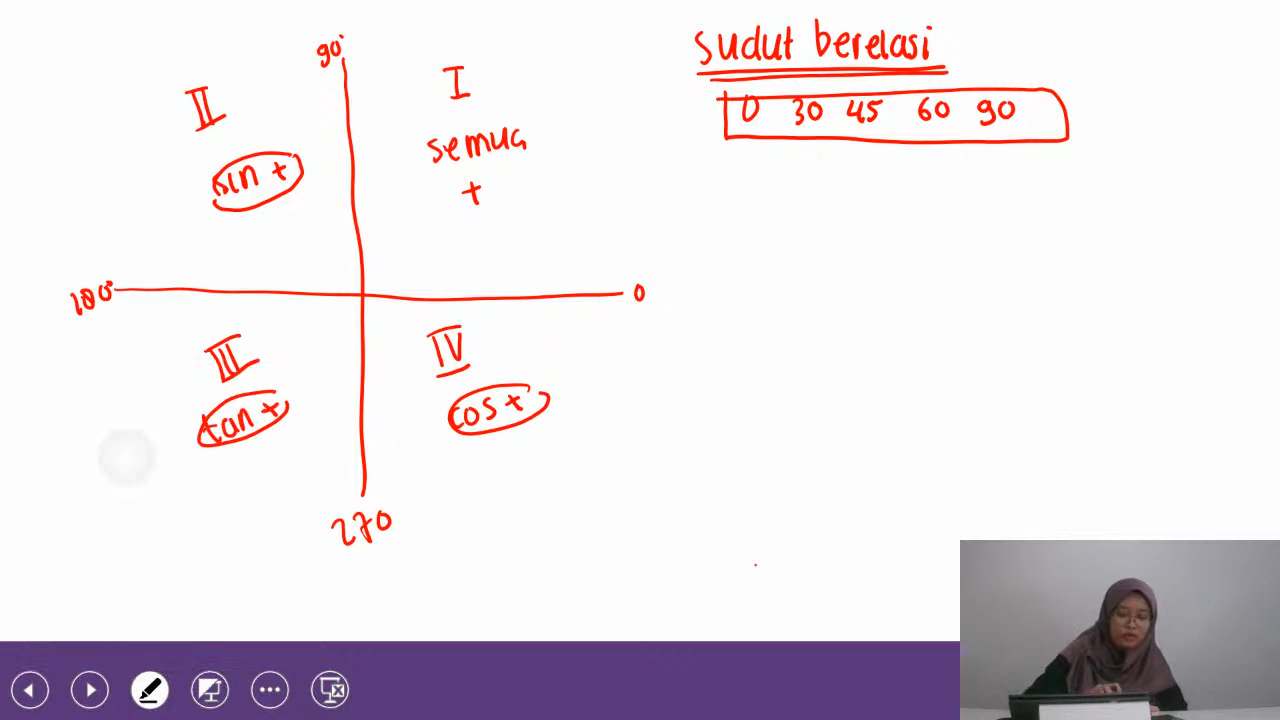 90°
II
I
sin +
semua
+
180°
0
III
IV
tan +
cos +
270
sudut berelasi
0 30 45 60 90